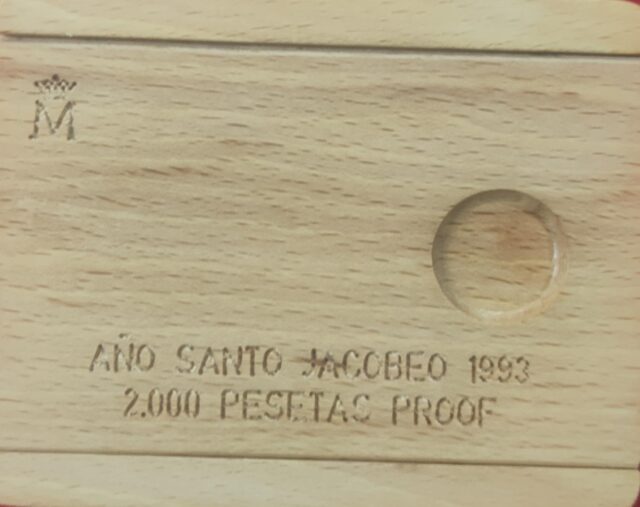 M
AÑO SANTO JACOBEO 1993
2.000 PESETAS PROOF